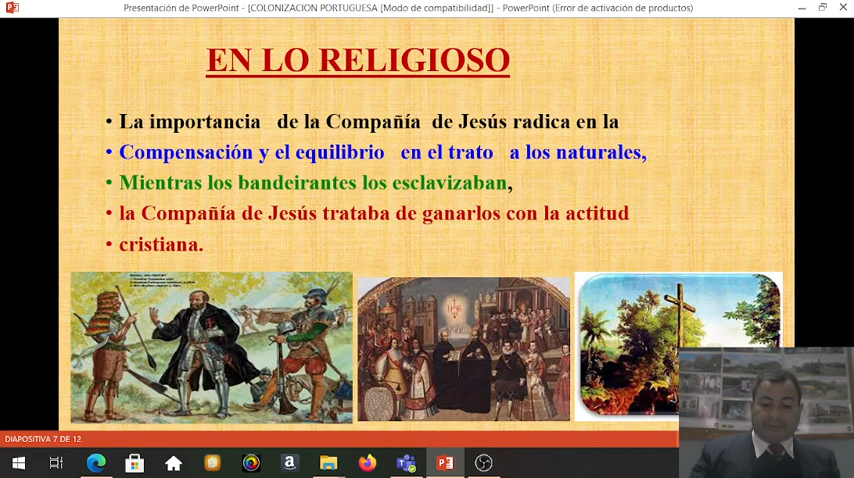 Presentación de PowerPoint - [COLONIZACION PORTUGUESA [Modo de compatibilidad]] - PowerPoint (Error de activación de productos)
EN LO RELIGIOSO
• La importancia de la Compañía de Jesús radica en la
• Compensación y el equilibrio en el trato a los naturales,
• Mientras los bandeirantes los esclavizaban,
• la Compañía de Jesús trataba de ganarlos con la actitud
• cristiana.
DIAPOSITIVA 7 DE 12